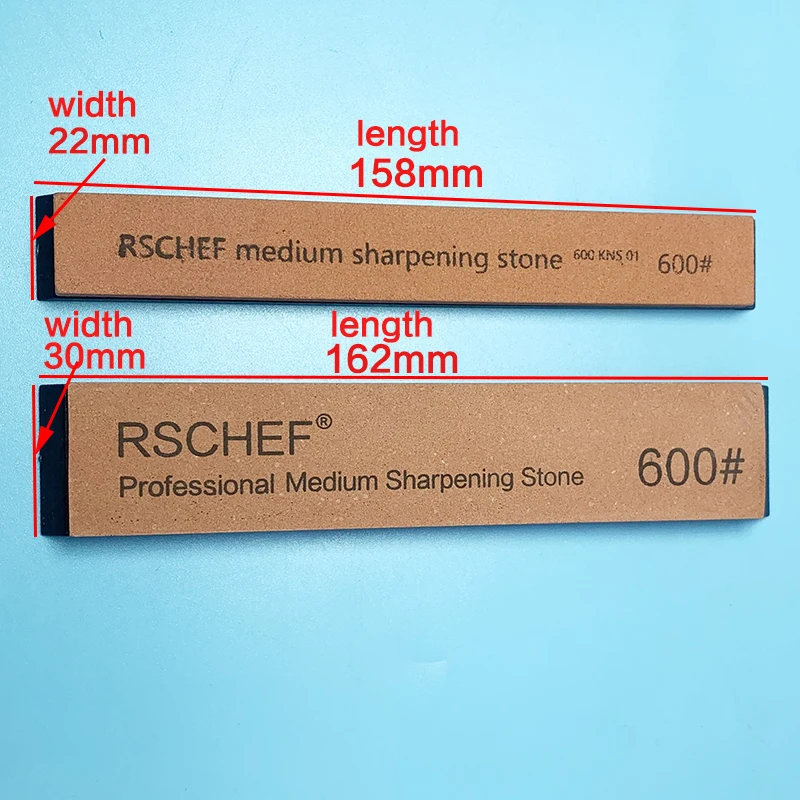 width
22mm
length
158mm
RSCHEF medium sharpening stone 600 KNS 01 600#
width
30mm
length
162mm
RSCHEF®
Professional Medium Sharpening Stone
600#